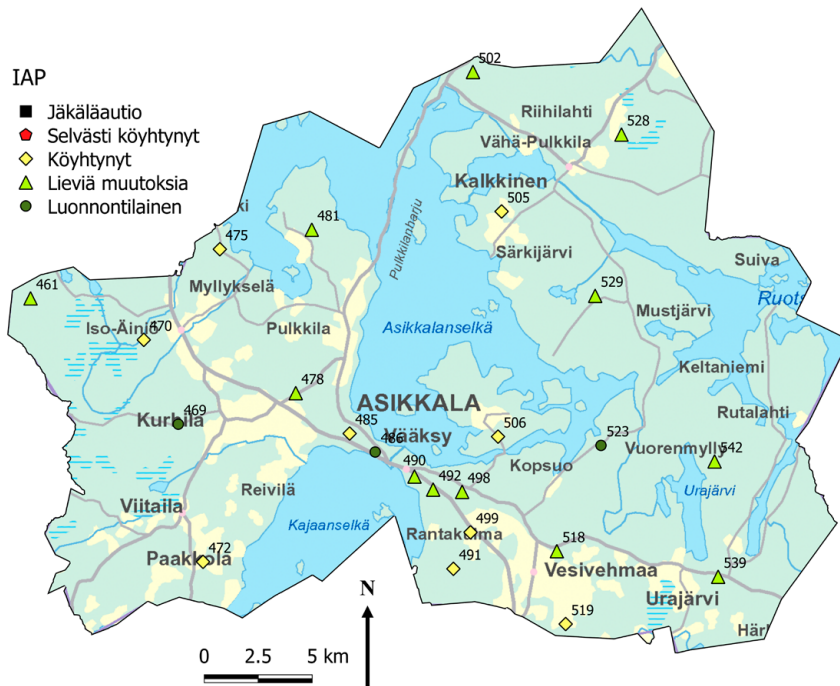 IAP
Jäkäläautio
Selvästi köyhtynyt
Köyhtynyt
Lieviä muutoksia
Luonnontilainen
502
Riihilahti
528
Vähä-Pulkkila
Kalkkinen
505
ki
481
475
Pulkkilanharju
Särkijärvi
Suiva
461
Myllykselä
529
Ruots
Mustjärvi
Iso-Äiniö
470
Pulkkila
Asikkalanselkä
Keltaniemi
478
ASIKKALA
Rutalahti
469
Kurhila
485
Vääksy
486
506
523
Vuorenmylly
542
490
Kopsuo
492
498
Reivilä
Urajärvi
Viitaila
Kajaanselkä
499
Rantakulma
518
472
Paakkola
491
Vesivehmaa
539
Urajärvi
519
Härk
N
0 2.5 5 km